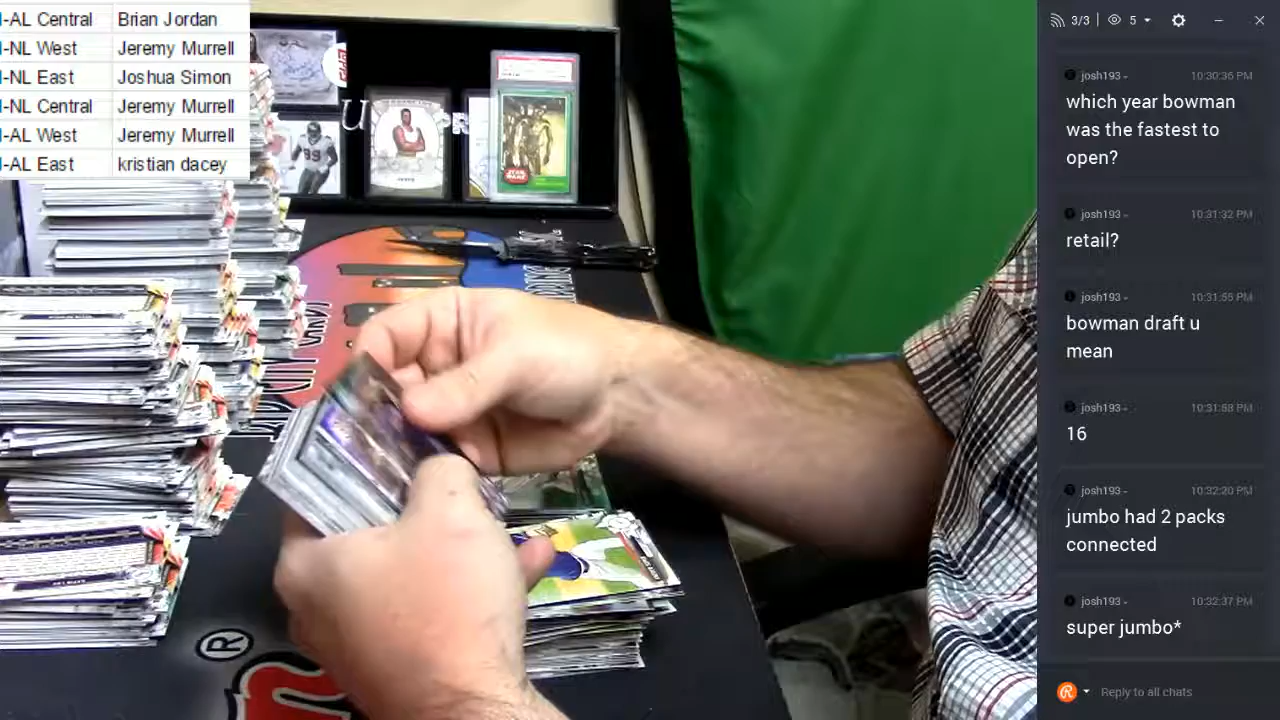 I-AL Central Brian Jordan
I-NL West Jeremy Murrell
I-NL East Joshua Simon
I-NL Central Jeremy Murrell
I-AL West Jeremy Murrell
I-AL East kristian dacey
STAR
WARS
99
®
3/3 5
josh193 10:30:36 PM
which year bowman
was the fastest to
open?
josh193 10:31:32 PM
retail?
josh193 10:31:55 PM
bowman draft u
mean
josh193 10:31:58 PM
16
josh193 10:32:20 PM
jumbo had 2 packs
connected
josh193 10:32:37 PM
super jumbo*
Reply to all chats